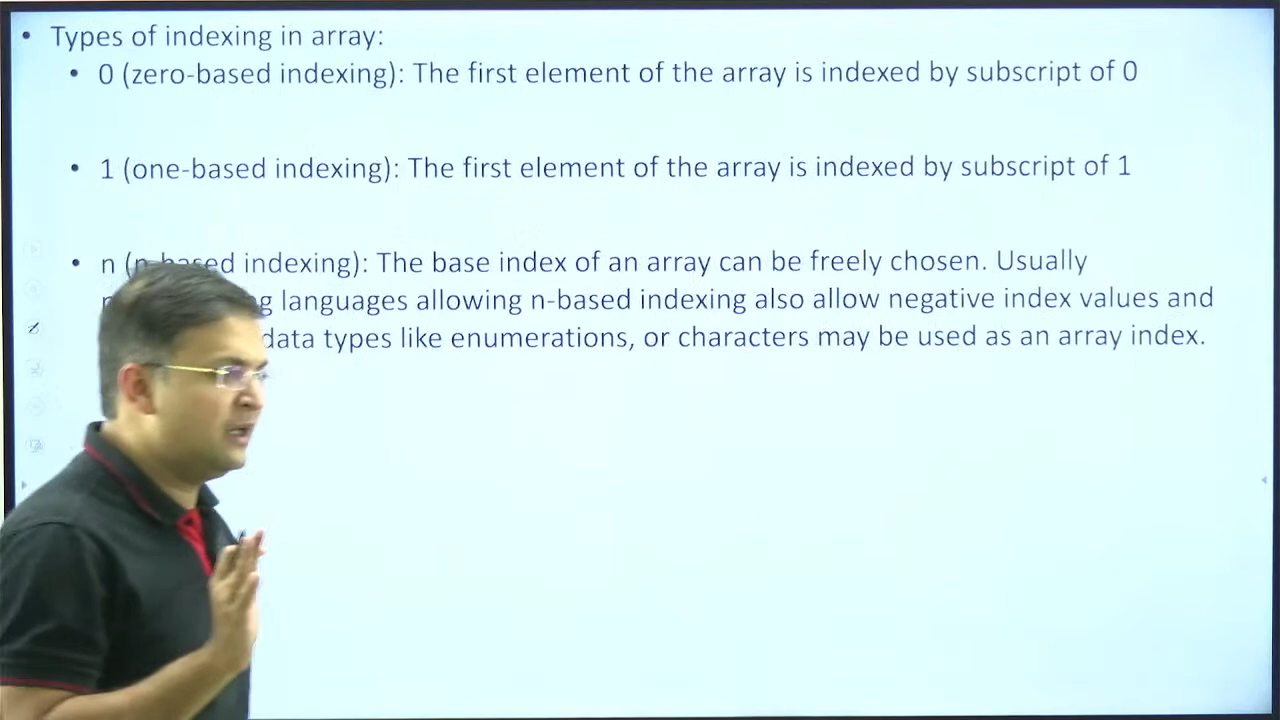 • Types of indexing in array:
• 0 (zero-based indexing): The first element of the array is indexed by subscript of 0
• 1 (one-based indexing): The first element of the array is indexed by subscript of 1
• n (n-based indexing): The base index of an array can be freely chosen. Usually
languages allowing n-based indexing also allow negative index values and
data types like enumerations, or characters may be used as an array index.